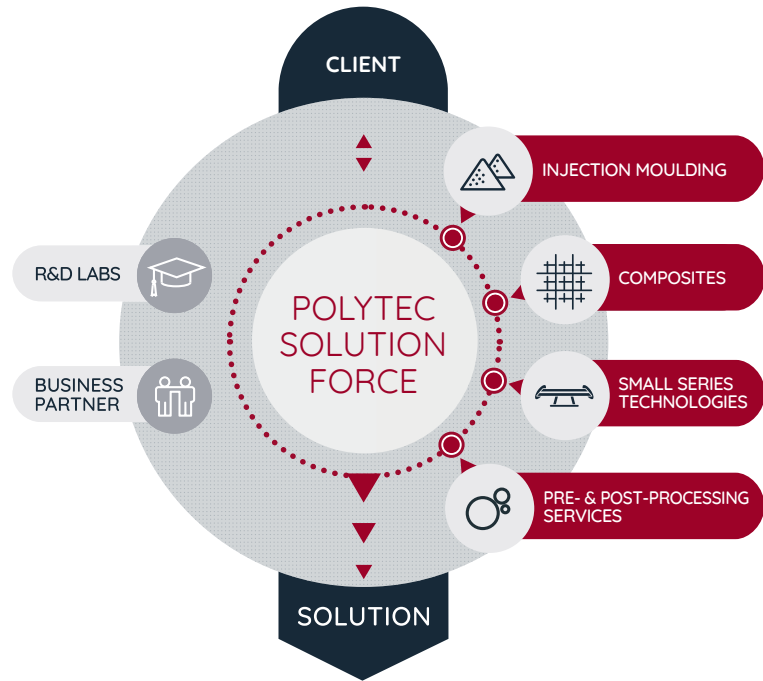 CLIENT
INJECTION MOULDING
R&D LABS
COMPOSITES
POLYTEC
SOLUTION
FORCE
BUSINESS
PARTNER
SMALL SERIES
TECHNOLOGIES
PRE- & POST-PROCESSING
SERVICES
SOLUTION